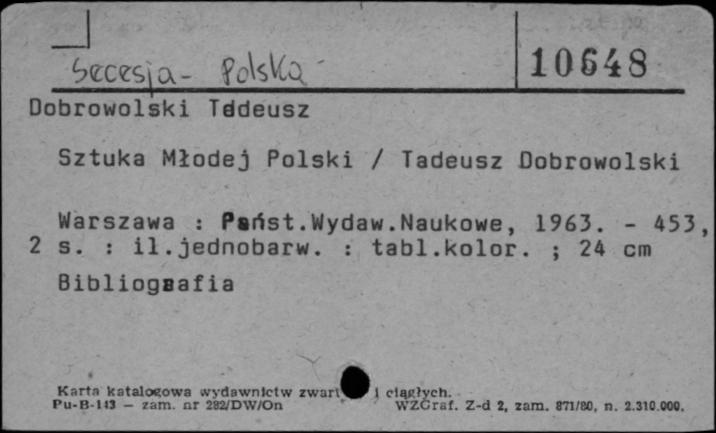 Secesja - Polska
10648
Dobrowolski Taddeusz
Sztuka Młodej Polski / Tadeusz Dobrowolski
Warszawa : Państ.Wydaw.Naukowe, 1963. - 453,
2 s. : il.jednobarw. : tabl.kolor. ; 24 cm
Bibliografia
Karta katalogowa wydawnictw zwart i ciągłych.
Pu-B-143 — zam. nr 282/DW/On WZGraf. Z-d 2, zam. 871/80, n. 2.310.000.